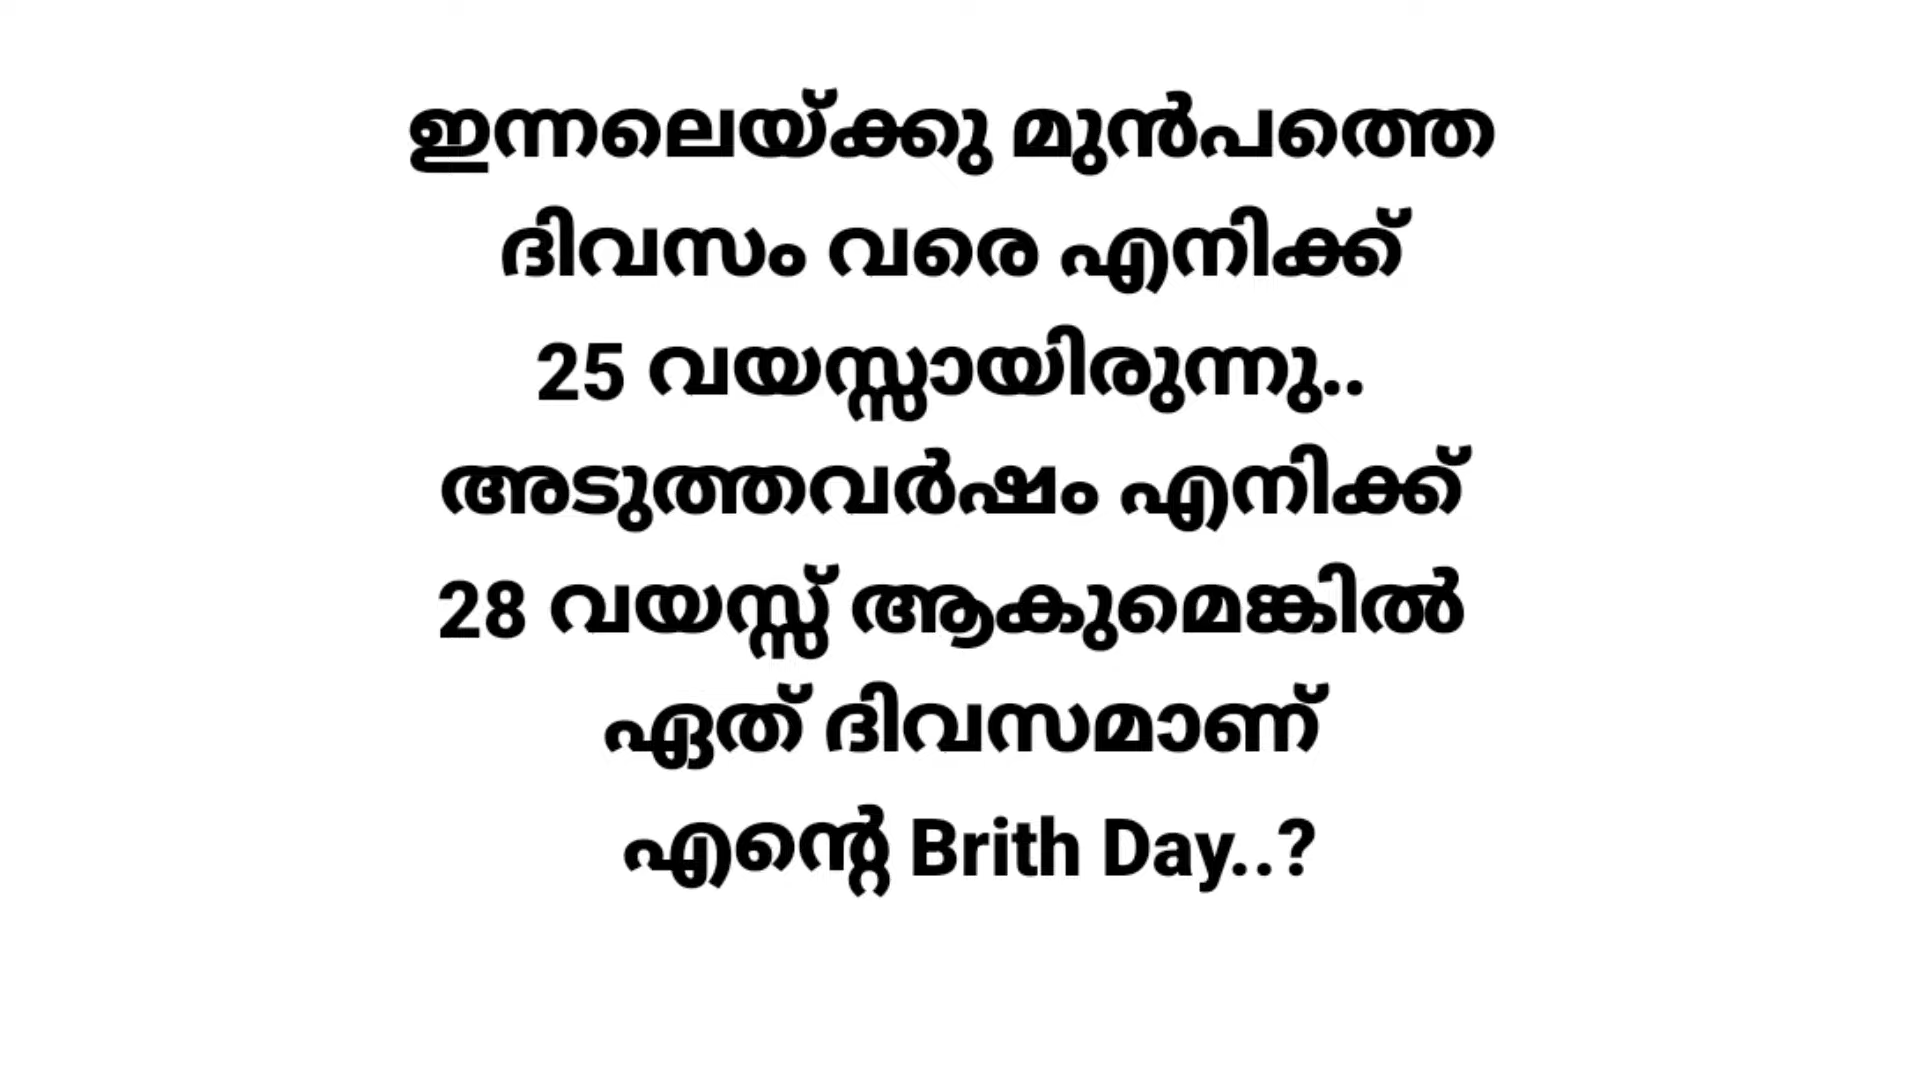 ഇന്നലെയ്ക്കു മുൻപത്തെ
ദിവസം വരെ എനിക്ക്
25 വയസ്സായിരുന്നു..
അടുത്തവർഷം എനിക്ക്
28 വയസ്സ് ആകുമെങ്കിൽ
ഏത് ദിവസമാണ്
എന്റെ Brith Day..?